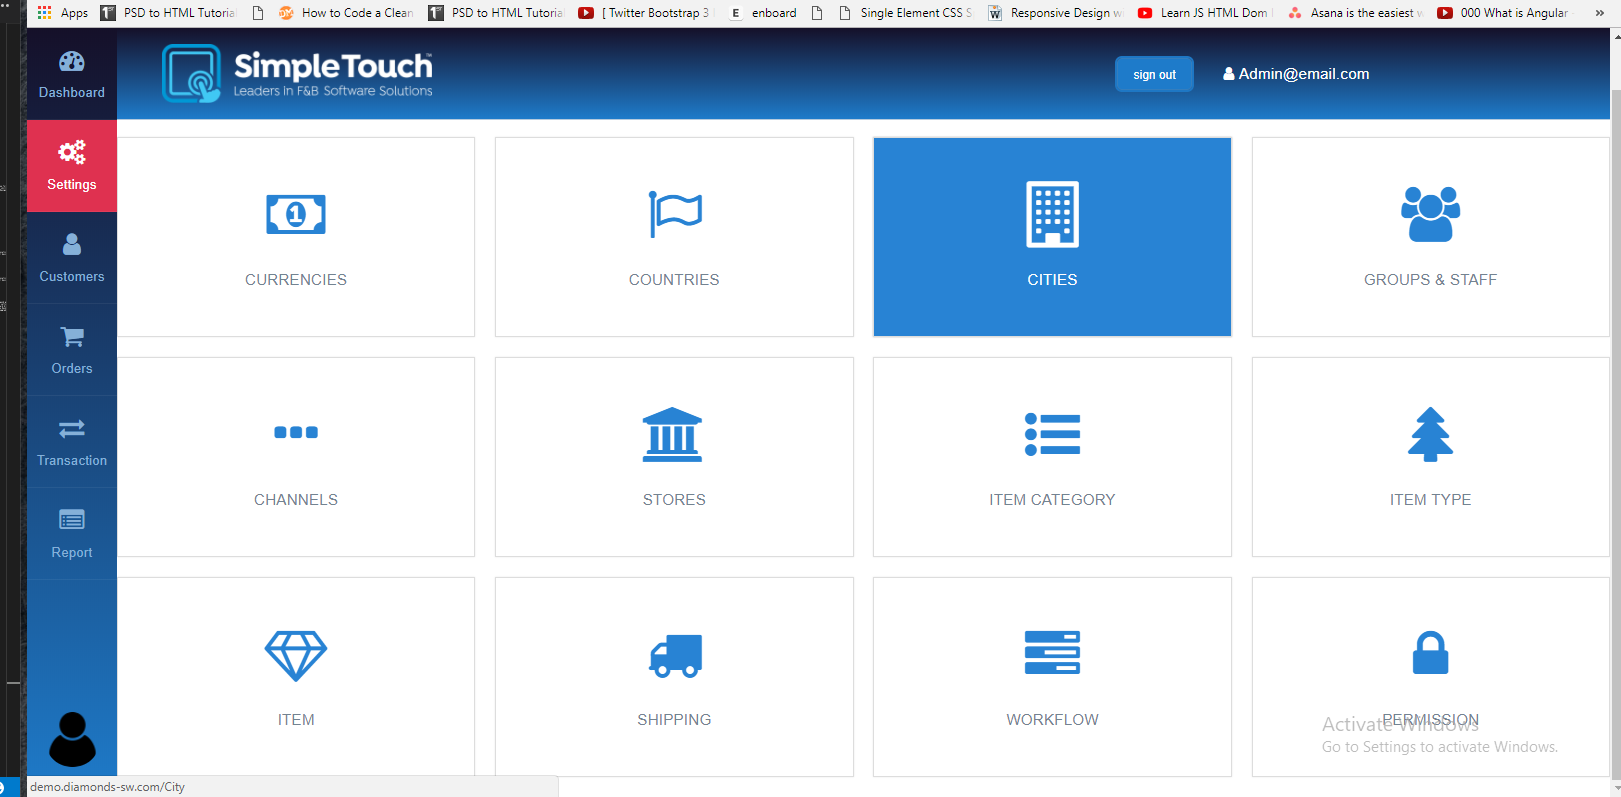 Apps PSD to HTML Tutoria How to Code a Clean PSD to HTML Tutoria [ Twitter Bootstrap 3 enboard Single Element CSS S Responsive Design w Learn JS HTML Dom Asana is the easiest w 000 What is Angular »
SimpleTouch™
Leaders in F&B Software Solutions
sign out
Admin@email.com
Dashboard
Settings
Customers
Orders
Transaction
Report
CURRENCIES
COUNTRIES
CITIES
GROUPS & STAFF
CHANNELS
STORES
ITEM CATEGORY
ITEM TYPE
ITEM
SHIPPING
WORKFLOW
PERMISSION
Activate Windows
Go to Settings to activate Windows.
demo.diamonds-sw.com/City